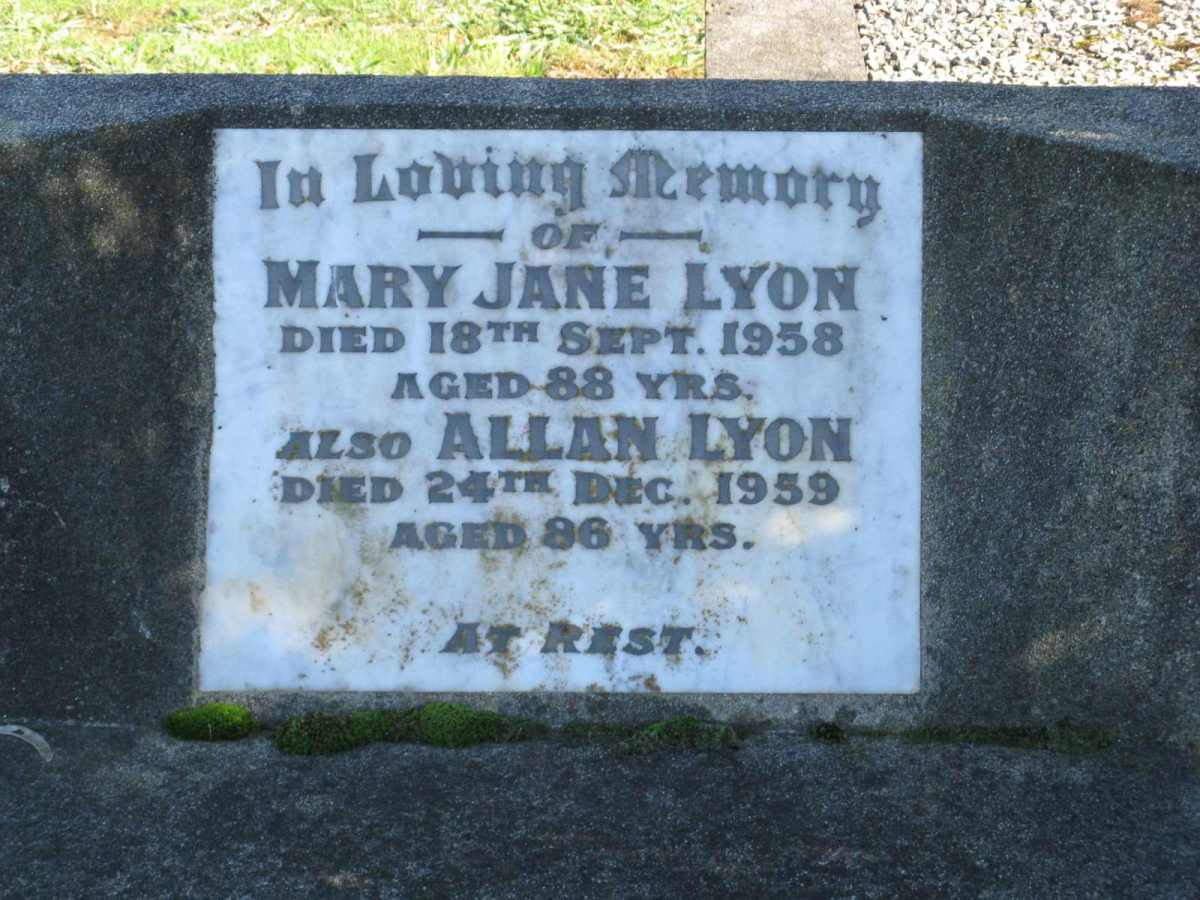 In Loving Memory
OF
MARY JANE LYON
DIED 18TH SEPT. 1958
AGED 88 YRS.
ALSO ALLAN LYON
DIED 24TH DEC. 1959
AGED 86 YRS.
AT REST.